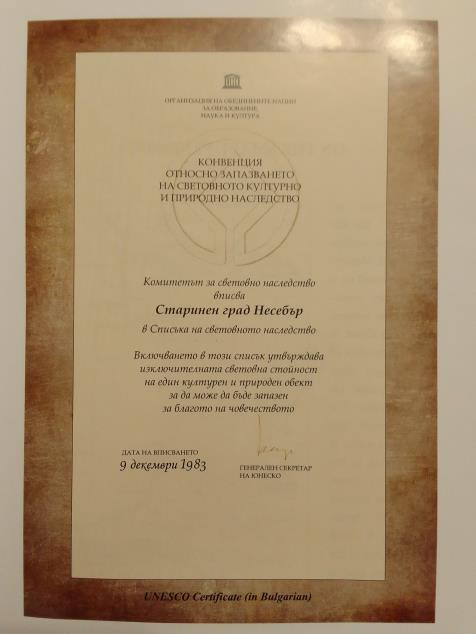 ОРГАНИЗАЦИЯ НА ОБЕДИНЕНИТЕ НАЦИИ
ЗА ОБРАЗОВАНИЕ,
НАУКА И КУЛТУРА
КОНВЕНЦИЯ
ОТНОСНО ЗАПАЗВАНЕТО
НА СВЕТОВНОТО КУЛТУРНО
И ПРИРОДНО НАСЛЕДСТВО
Комитетът за световно наследство
вписва
Старинен град Несебър
в Списъка на световното наследство
Включването в този списък утвърждава
изключителната световна стойност
на един културен и природен обект
за да може да бъде запазен
за благото на човечеството
ДАТА НА ВПИСВАНЕТО
9 декември 1983
ГЕНЕРАЛЕН СЕКРЕТАР
НА ЮНЕСКО
UNESCO Certificate (in Bulgarian)